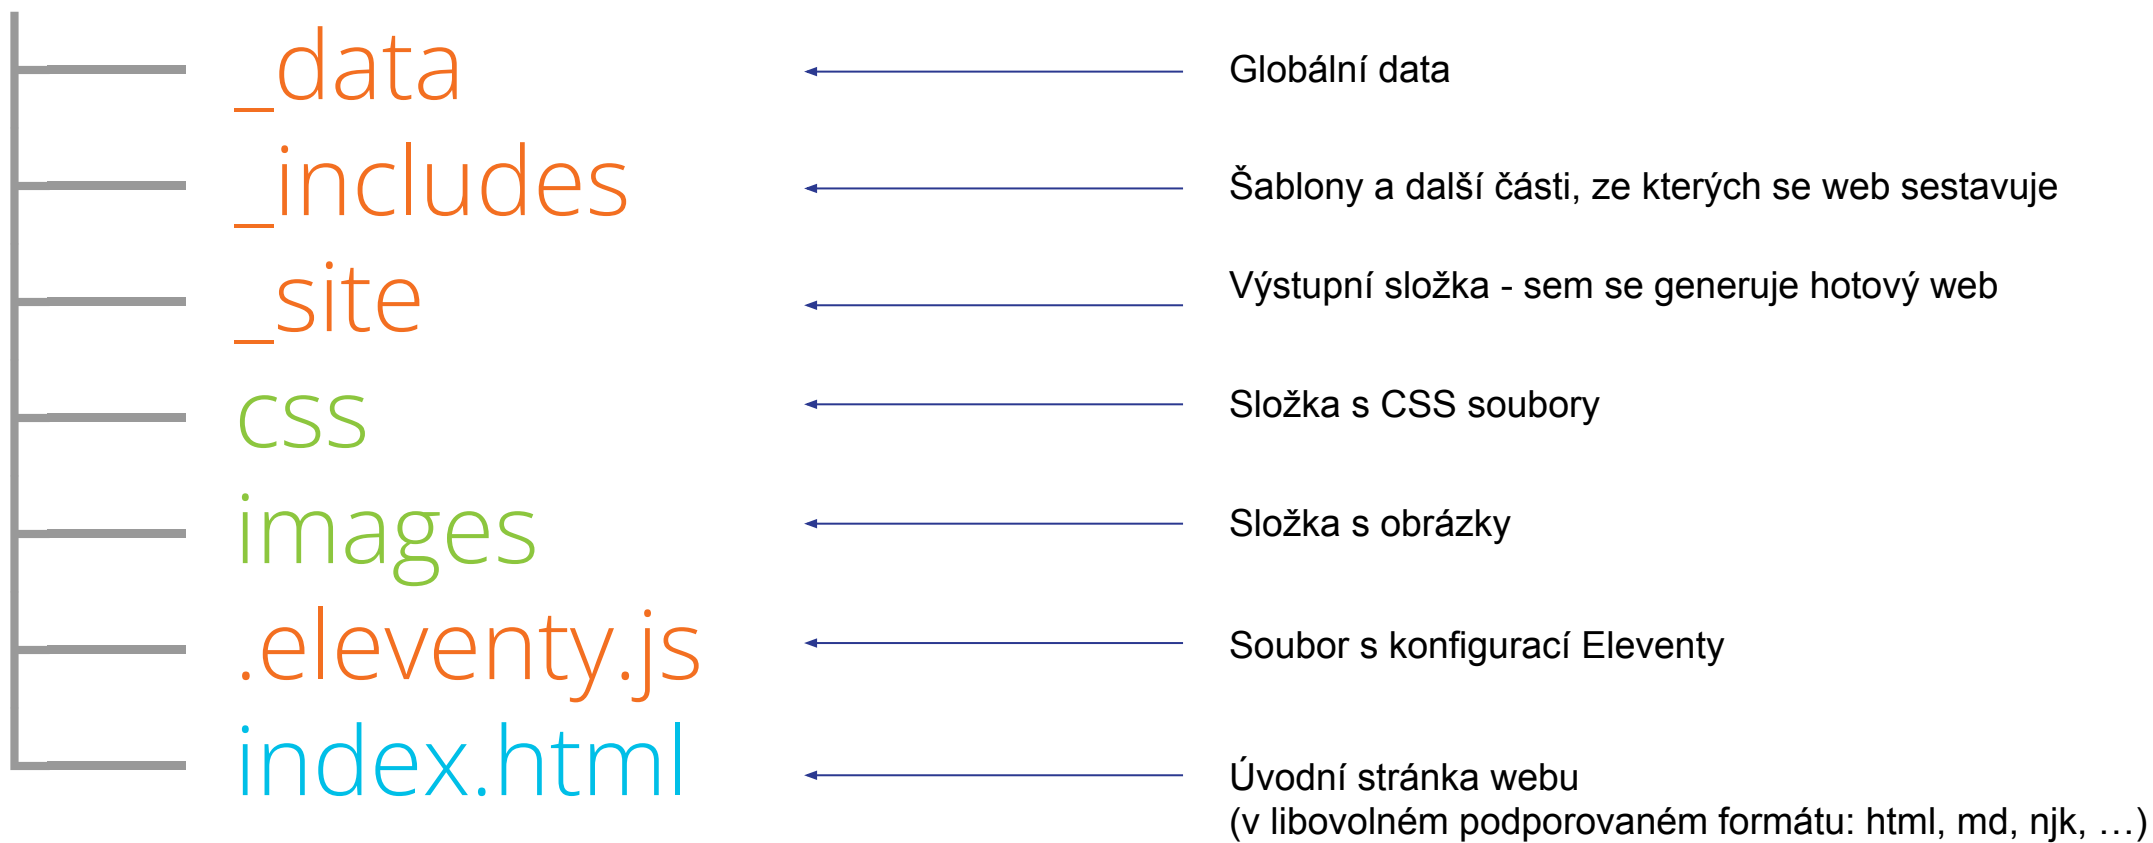 _data
Globální data
_includes
Šablony a další části, ze kterých se web sestavuje
_site
Výstupní složka - sem se generuje hotový web
css
Složka s CSS soubory
images
Složka s obrázky
.eleventy.js
Soubor s konfigurací Eleventy
index.html
Úvodní stránka webu
(v libovolném podporovaném formátu: html, md, njk, …)